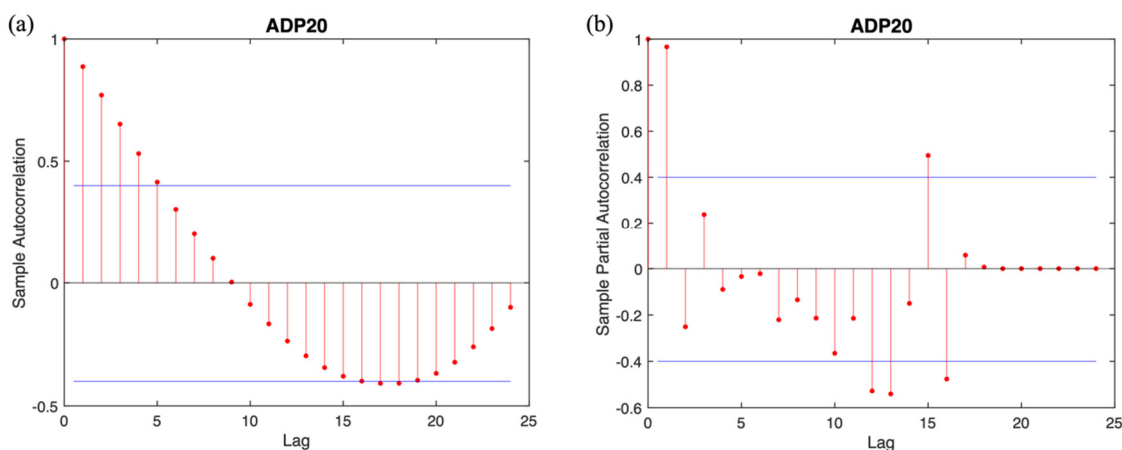 (a)
ADP20
Sample Autocorrelation
1
0.5
0
-0.5
0 5 10 15 20 25
Lag
(b)
ADP20
Sample Partial Autocorrelation
1
0.8
0.6
0.4
0.2
0
-0.2
-0.4
-0.6
0 5 10 15 20 25
Lag